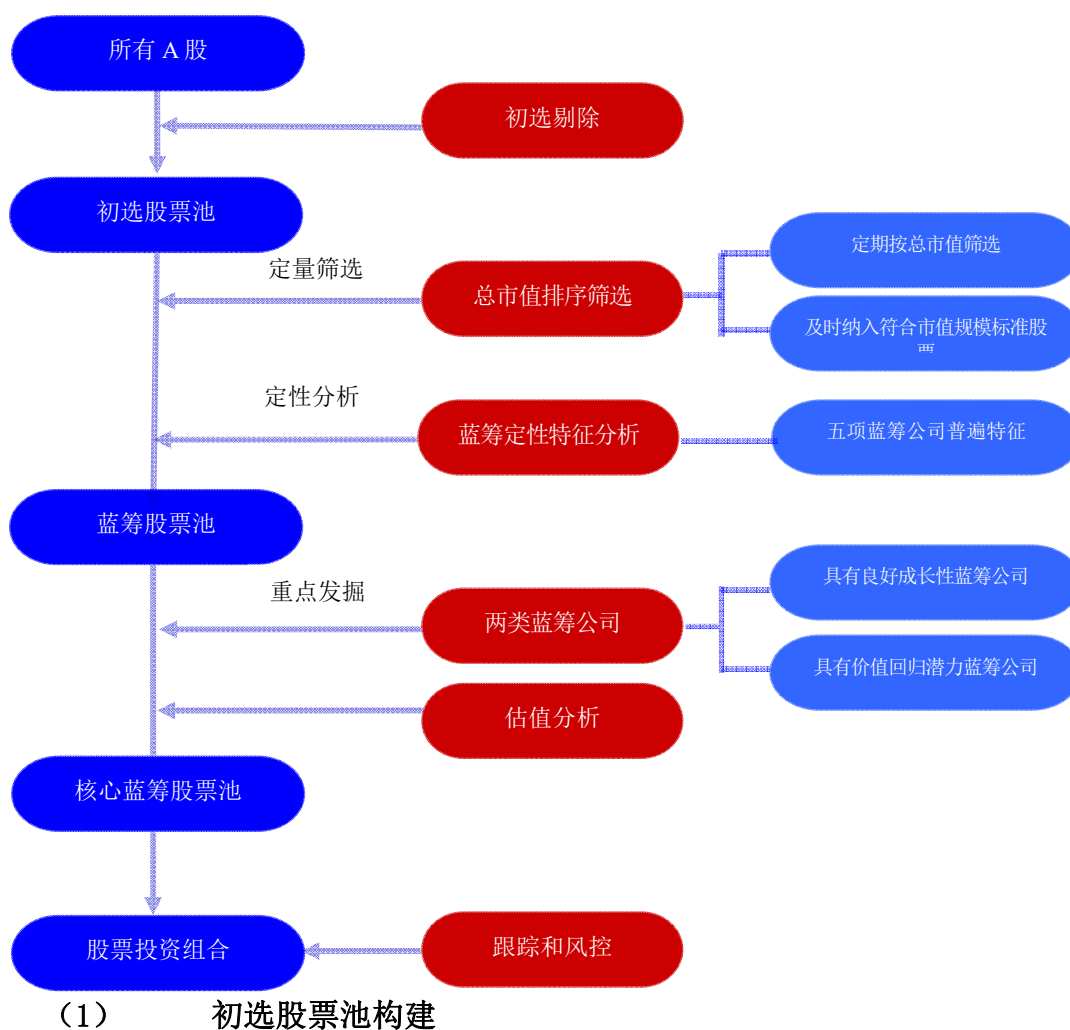 所有 A 股
初选剔除
初选股票池
定期按总市值筛选
定量筛选
总市值排序筛选
及时纳入符合市值规模标准股
票
定性分析
蓝筹定性特征分析
五项蓝筹公司普遍特征
蓝筹股票池
具有良好成长性蓝筹公司
重点发掘
两类蓝筹公司
具有价值回归潜力蓝筹公司
估值分析
核心蓝筹股票池
股票投资组合
跟踪和风控
（1） 初选股票池构建